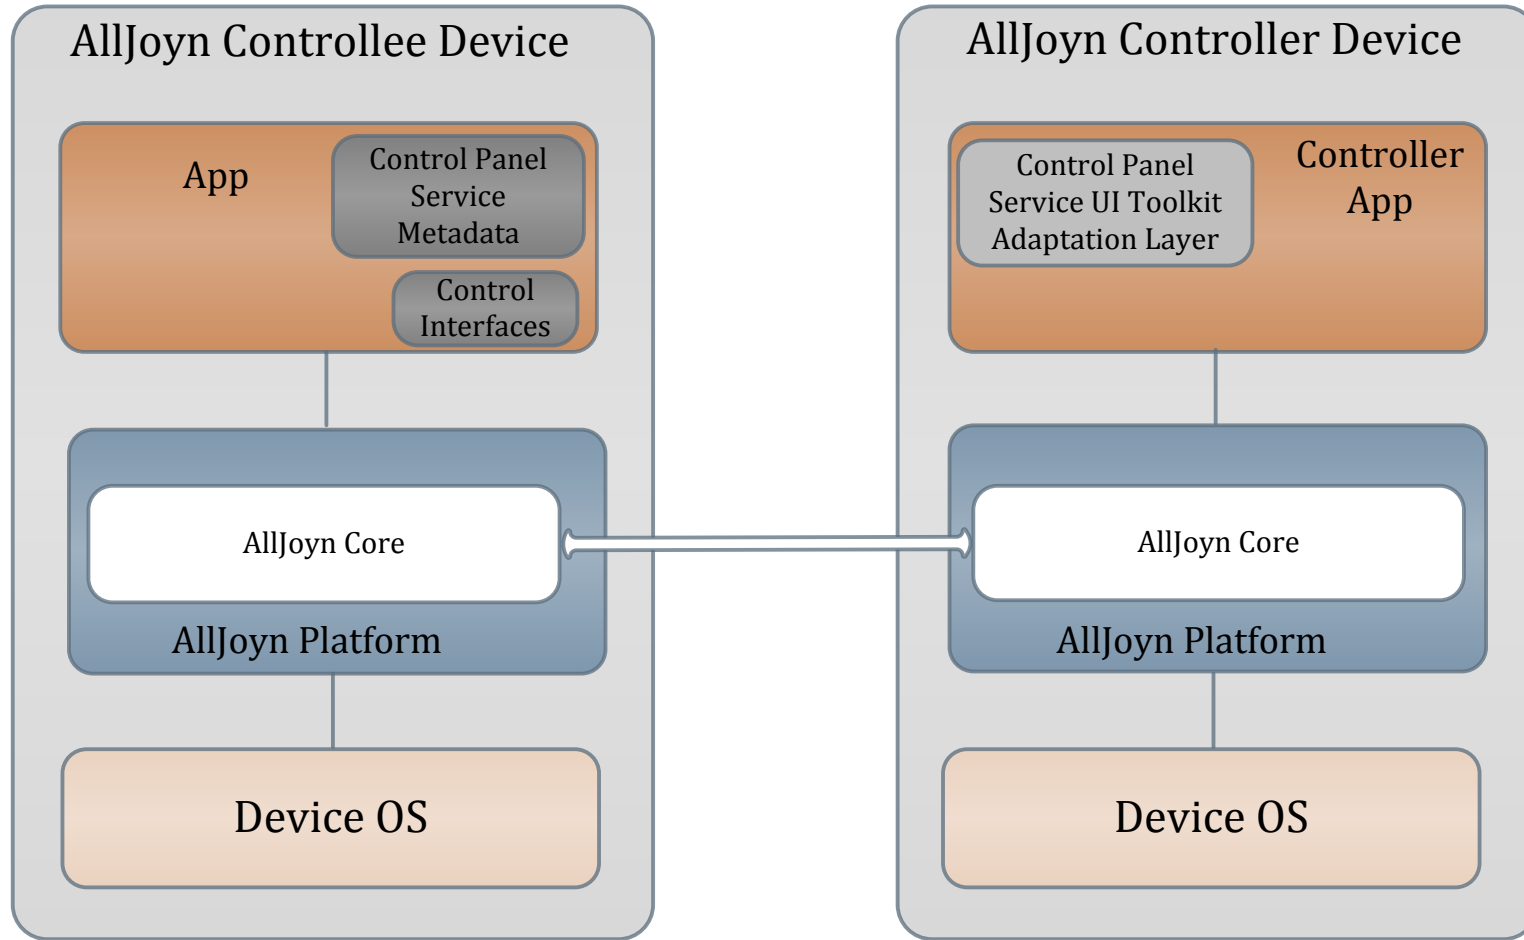 AllJoyn Controllee Device
App
Control Panel
Service
Metadata
Control
Interfaces
AllJoyn Core
AllJoyn Platform
Device OS
AllJoyn Controller Device
Control Panel
Service UI Toolkit
Adaptation Layer
Controller
App
AllJoyn Core
AllJoyn Platform
Device OS